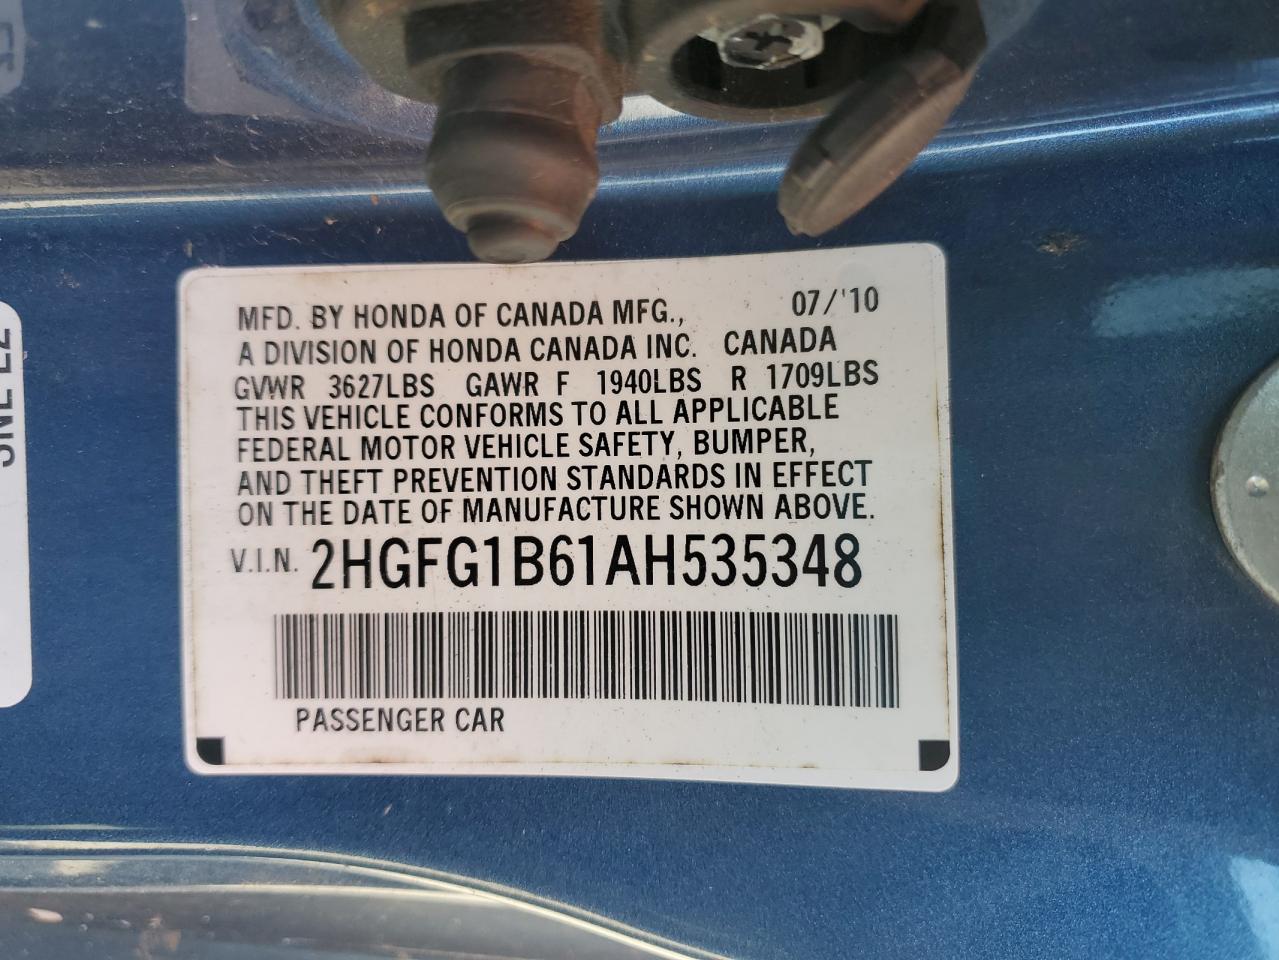 MFD. BY HONDA OF CANADA MFG., 07/'10
A DIVISION OF HONDA CANADA INC. CANADA
GVWR 3627LBS GAWR F 1940LBS R 1709LBS
THIS VEHICLE CONFORMS TO ALL APPLICABLE
FEDERAL MOTOR VEHICLE SAFETY, BUMPER,
AND THEFT PREVENTION STANDARDS IN EFFECT
ON THE DATE OF MANUFACTURE SHOWN ABOVE.
V.I.N. 2HGFG1B61AH535348
PASSENGER CAR